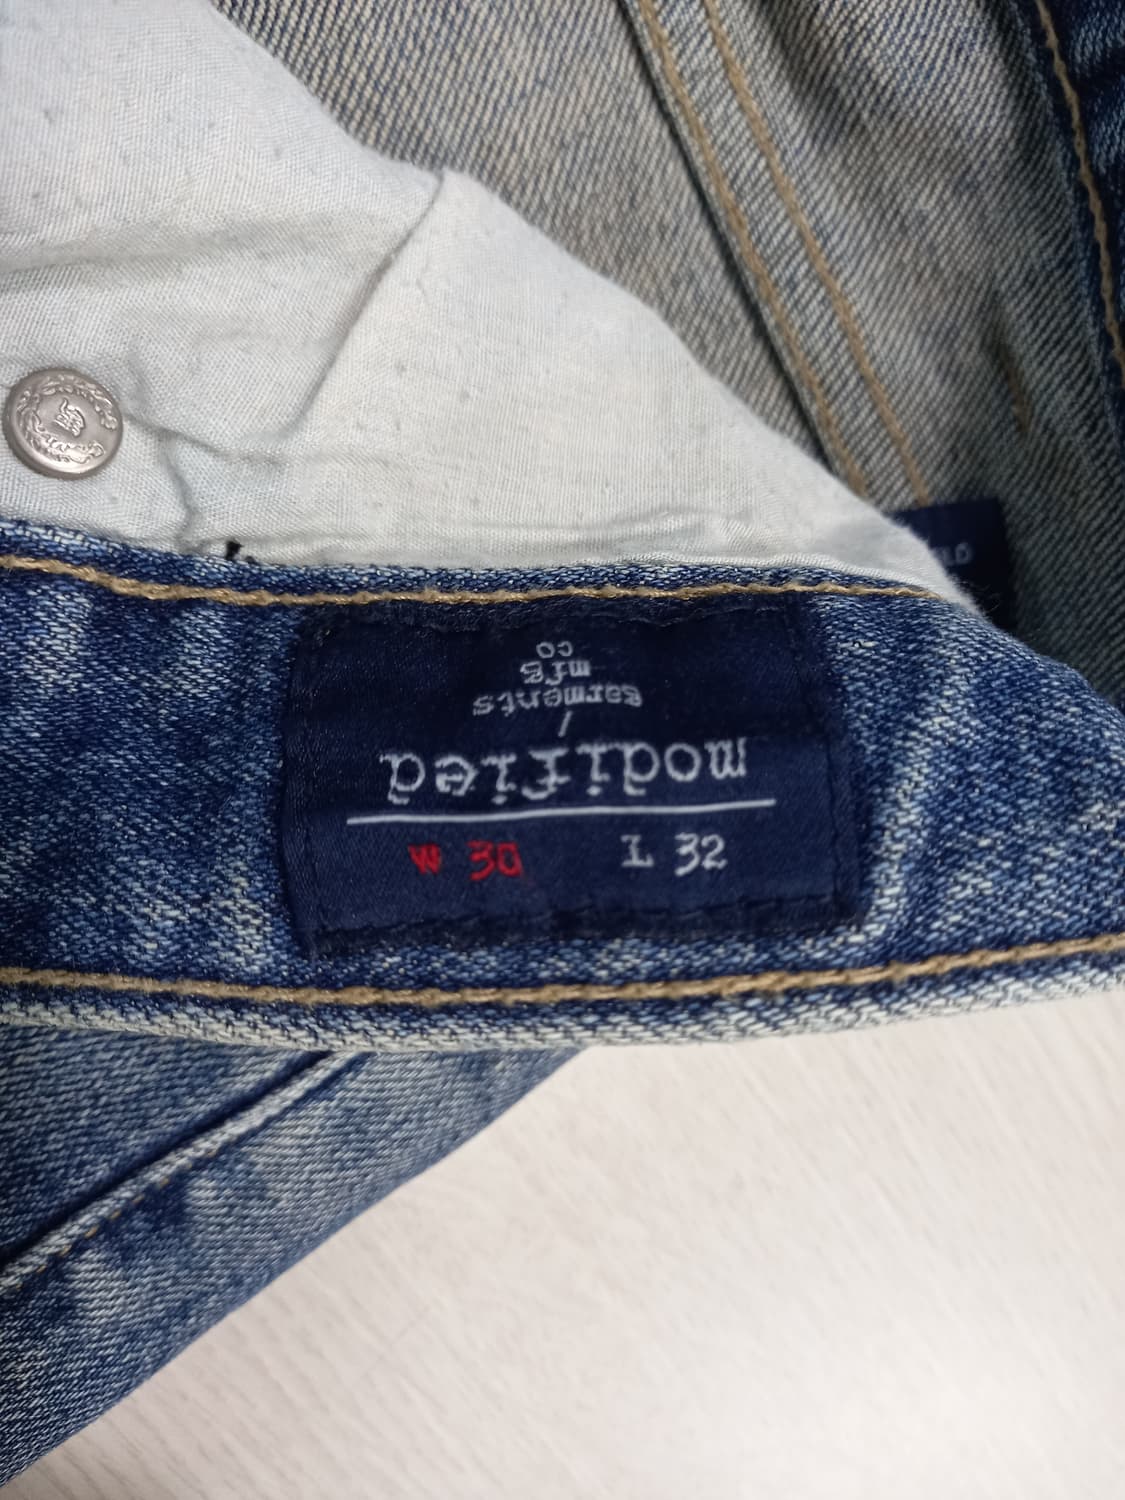 modified
/
garments
mfg
co
W 30 L 32